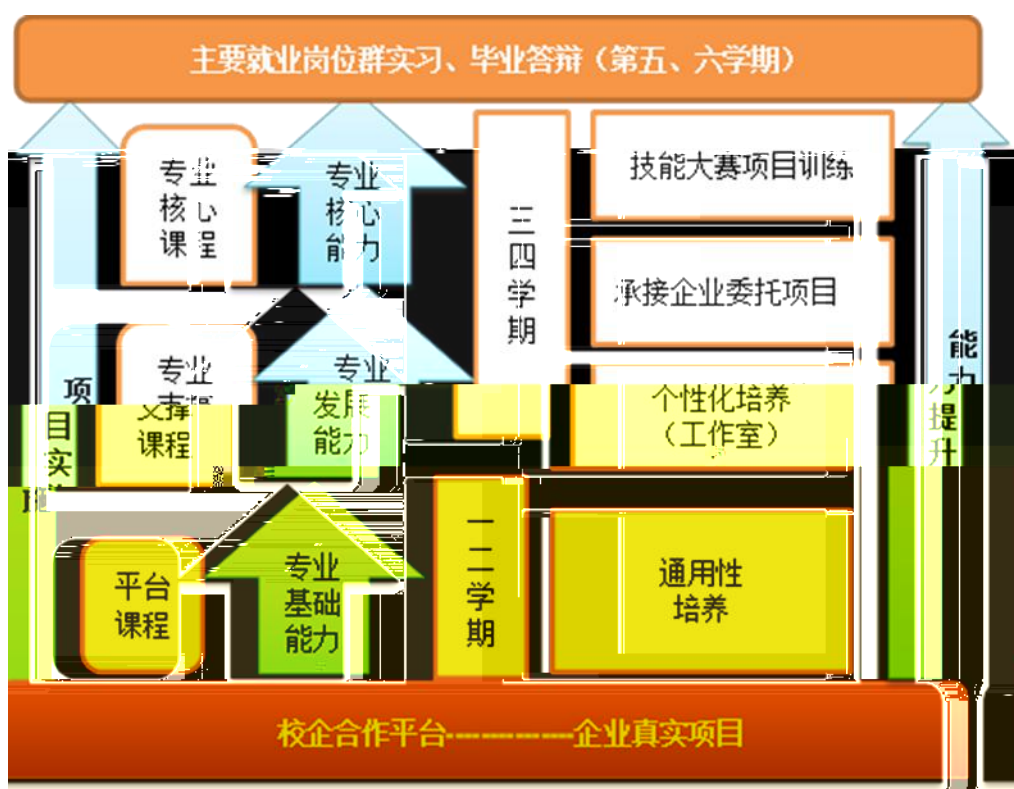 主要就业岗位群实习、毕业答辩（第五、六学期）
专业
核心
课程
专业
核心
能力
三
四
学
期
技能大赛项目训练
承接企业委托项目
个性化培养
（工作室）
专业
支撑
课程
专业
发展
能力
项
目
实
能
力
提
升
平台
课程
专业
基础
能力
一
二
学
期
通用性
培养
校企合作平台------------企业真实项目